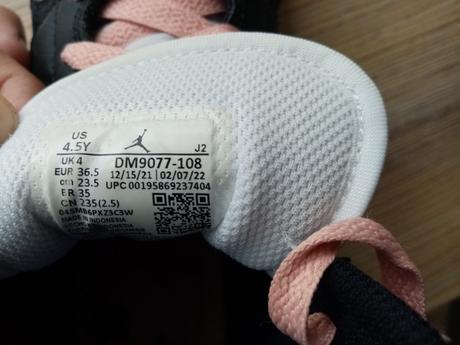 US
4.5Y J2
UK 4 DM9077-108
EUR 36.5 12/15/21 02/07/22
cm 23.5 UPC 00195869237404
BR 35
CN 235(2.5)
MADE IN INDONESIA